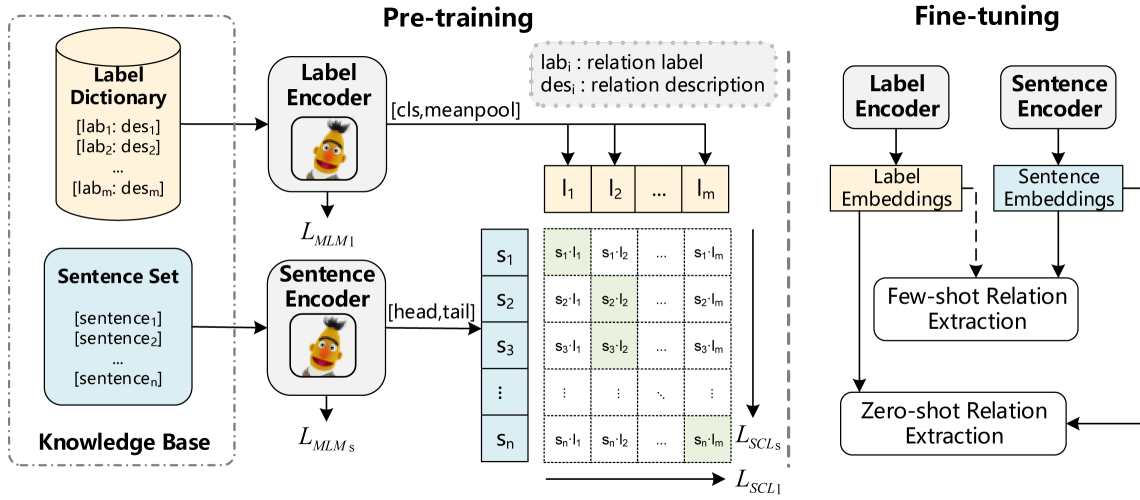 Pre-training
Fine-tuning
Label
Dictionary
[lab₁: des₁]
[lab₂: des₂]
...
[labₘ: desₘ]
Sentence Set
[sentence₁]
[sentence₂]
...
[sentenceₙ]
Knowledge Base
Label
Encoder
L_MLM₁
[cls,meanpool]
labᵢ : relation label
desᵢ : relation description
l₁ l₂ ... lₘ
Sentence
Encoder
L_MLMₛ
[head,tail]
s₁ s₁·l₁ s₁·l₂ ... s₁·lₘ
s₂ s₂·l₁ s₂·l₂ ... s₂·lₘ
s₃ s₃·l₁ s₃·l₂ ... s₃·lₘ
⋮ ⋮ ⋮ ⋱ ⋮
sₙ sₙ·l₁ sₙ·l₂ ... sₙ·lₘ
L_SCLₛ
L_SCLₗ
Label
Encoder
Sentence
Encoder
Label
Embeddings
Sentence
Embeddings
Few-shot Relation
Extraction
Zero-shot Relation
Extraction